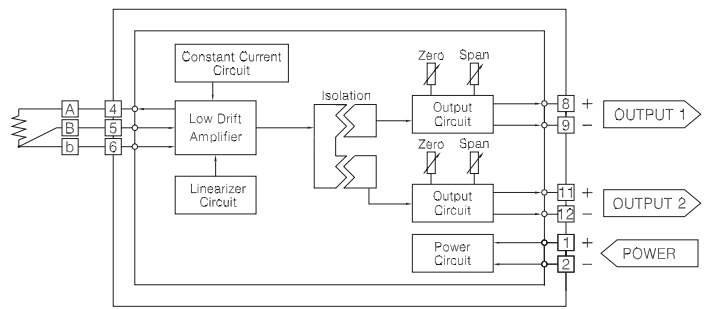 Constant Current
Circuit
Zero
Span
Isolation
A
4
B
5
b
6
Low Drift
Amplifier
Output
Circuit
8
+
9
−
OUTPUT 1
Zero
Span
Linearizer
Circuit
Output
Circuit
11
+
12
−
OUTPUT 2
Power
Circuit
1
+
2
−
POWER